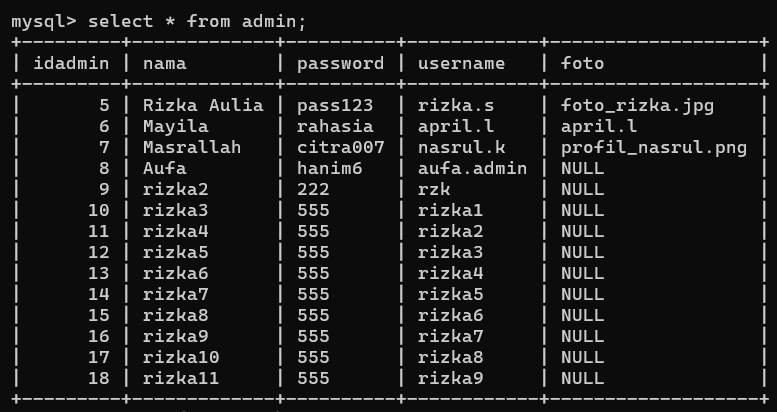 mysql> select * from admin;
+---------+-------------+----------+------------+-------------------+
| idadmin | nama        | password | username   | foto              |
+---------+-------------+----------+------------+-------------------+
|       5 | Rizka Aulia | pass123  | rizka.s    | foto_rizka.jpg    |
|       6 | Mayila      | rahasia  | april.l    | april.l           |
|       7 | Masrallah   | citra007 | nasrul.k   | profil_nasrul.png |
|       8 | Aufa        | hanim6   | aufa.admin | NULL              |
|       9 | rizka2      | 222      | rzk        | NULL              |
|      10 | rizka3      | 555      | rizka1     | NULL              |
|      11 | rizka4      | 555      | rizka2     | NULL              |
|      12 | rizka5      | 555      | rizka3     | NULL              |
|      13 | rizka6      | 555      | rizka4     | NULL              |
|      14 | rizka7      | 555      | rizka5     | NULL              |
|      15 | rizka8      | 555      | rizka6     | NULL              |
|      16 | rizka9      | 555      | rizka7     | NULL              |
|      17 | rizka10     | 555      | rizka8     | NULL              |
|      18 | rizka11     | 555      | rizka9     | NULL              |
+---------+-------------+----------+------------+-------------------+